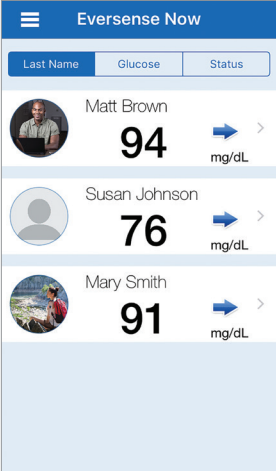 Eversense Now
Last Name Glucose Status
Matt Brown
94
mg/dL
Susan Johnson
76
mg/dL
Mary Smith
91
mg/dL